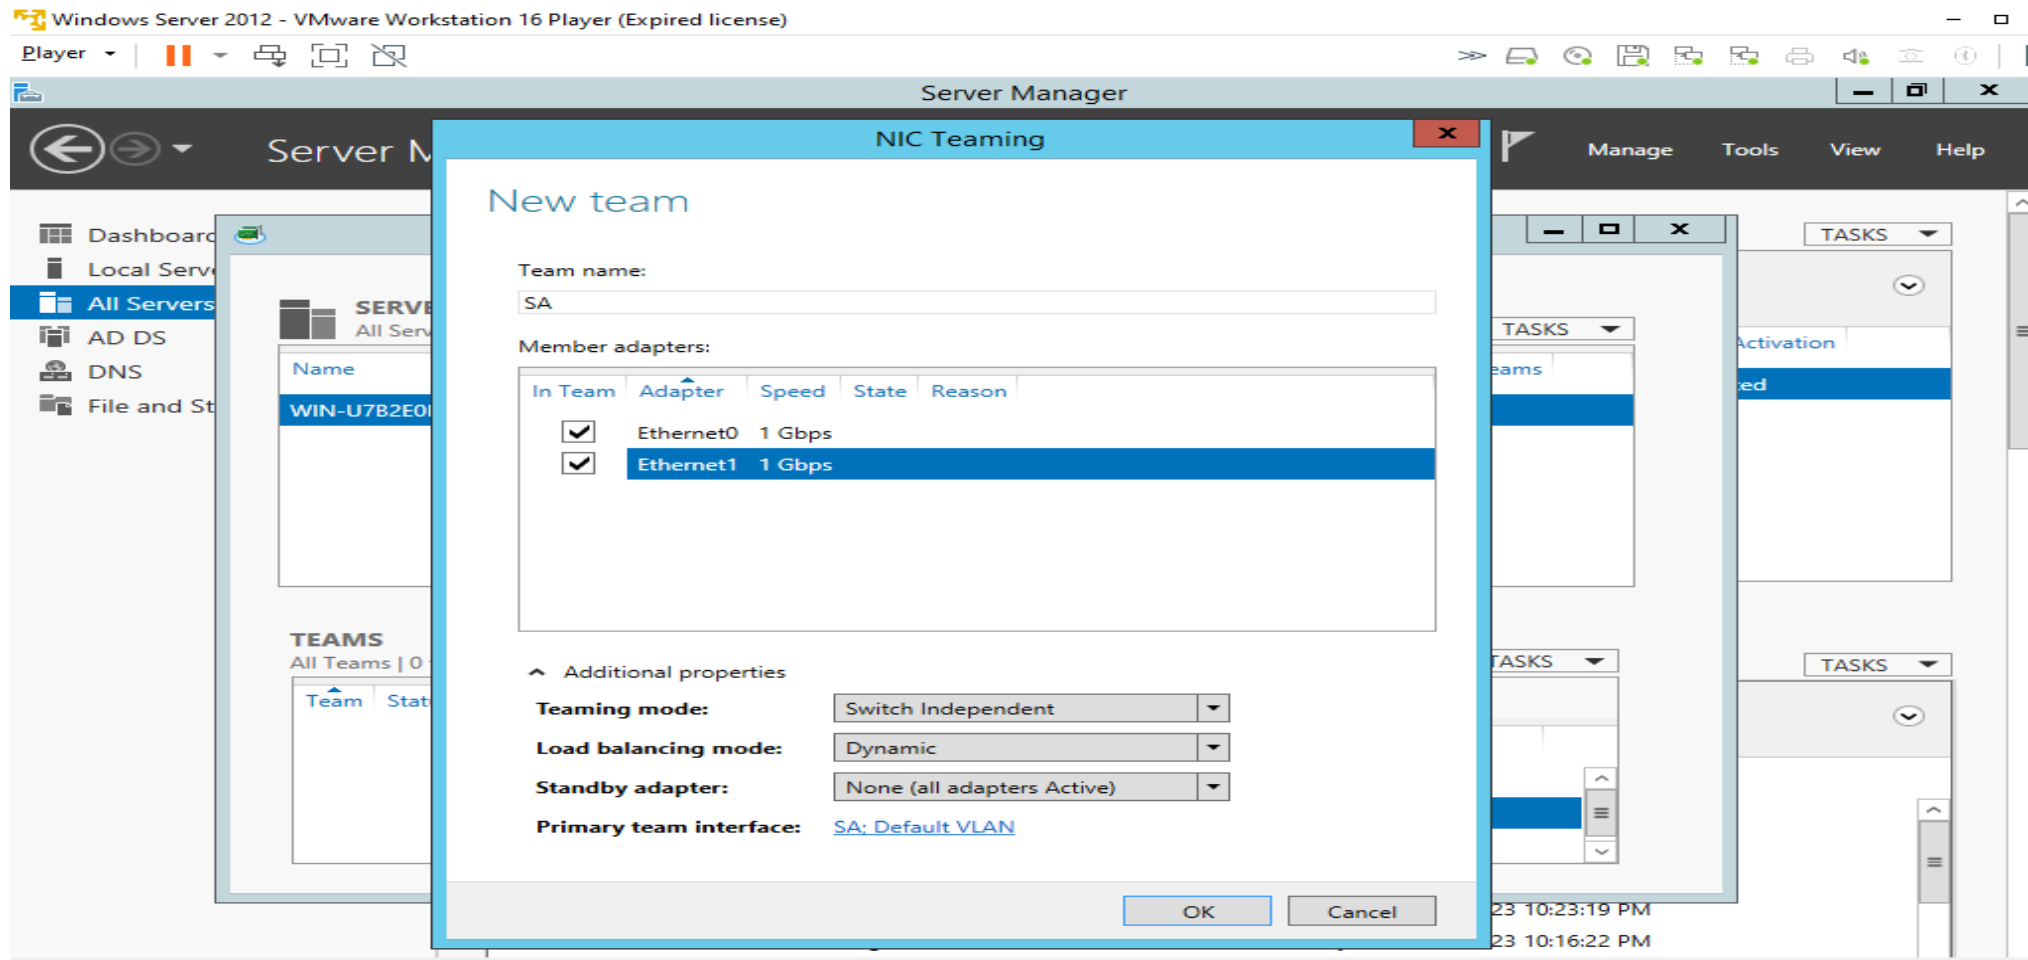 Windows Server 2012 - VMware Workstation 16 Player (Expired license)
Player
Server Manager
Server M
NIC Teaming
Manage Tools View Help
New team
Dashboard
Local Serve
All Servers
AD DS
DNS
File and St
TASKS
SERVE
All Serv
TASKS
Name
WIN-U7B2E0
Team name:
SA
Member adapters:
In Team Adapter Speed State Reason
Ethernet0 1 Gbps
Ethernet1 1 Gbps
eams
Activation
ted
TEAMS
All Teams | 0
Team Stat
TASKS
TASKS
Additional properties
Teaming mode: Switch Independent
Load balancing mode: Dynamic
Standby adapter: None (all adapters Active)
Primary team interface: SA; Default VLAN
OK Cancel
23 10:23:19 PM
23 10:16:22 PM